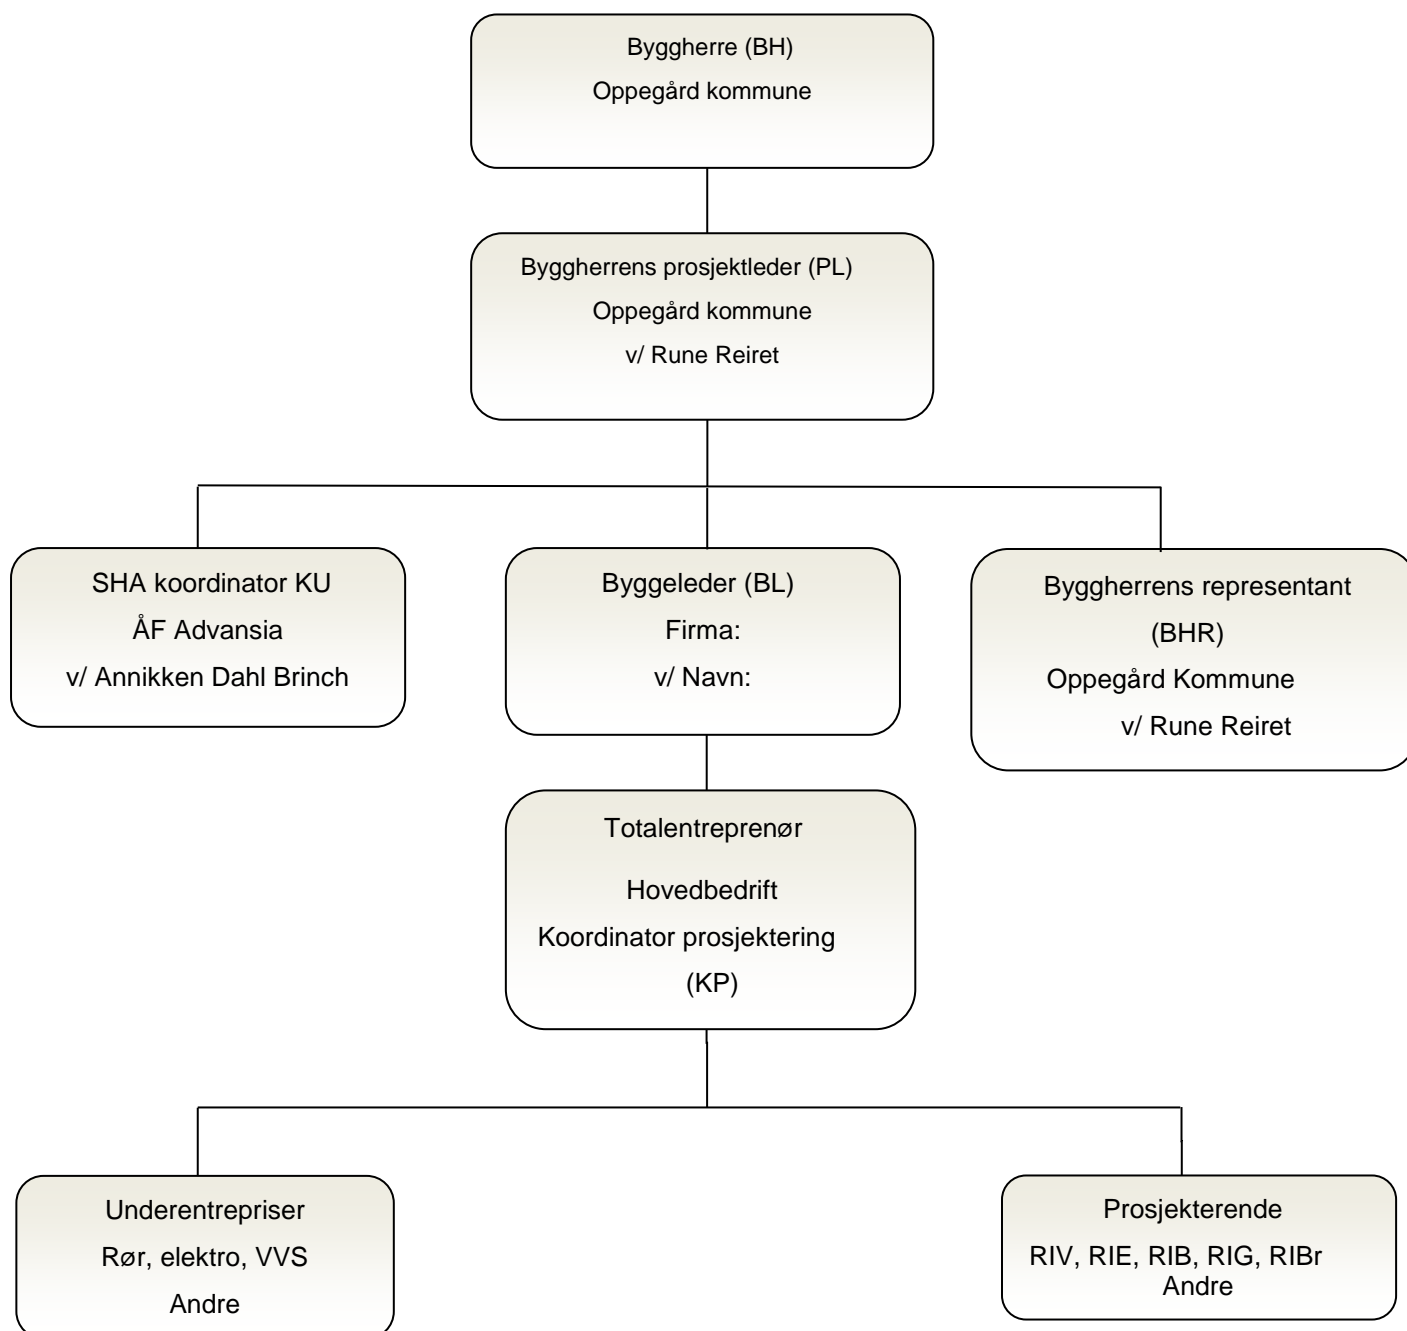 Byggherre (BH)
Oppegård kommune
Byggherrens prosjektleder (PL)
Oppegård kommune
v/ Rune Reiret
SHA koordinator KU
ÅF Advansia
v/ Annikken Dahl Brinch
Byggeleder (BL)
Firma:
v/ Navn:
Byggherrens representant
(BHR)
Oppegård Kommune
v/ Rune Reiret
Totalentreprenør
Hovedbedrift
Koordinator prosjektering
(KP)
Underentrepriser
Rør, elektro, VVS
Andre
Prosjekterende
RIV, RIE, RIB, RIG, RIBr
Andre